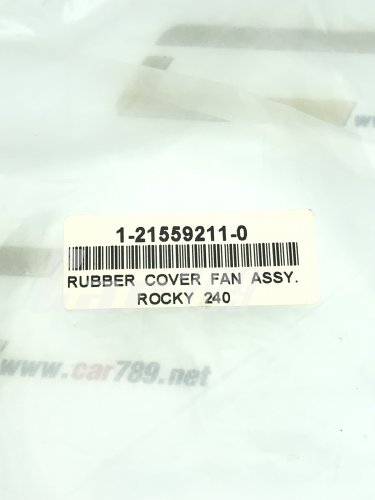 1-21559211-0
RUBBER COVER FAN ASSY.
ROCKY 240
www.car789.net